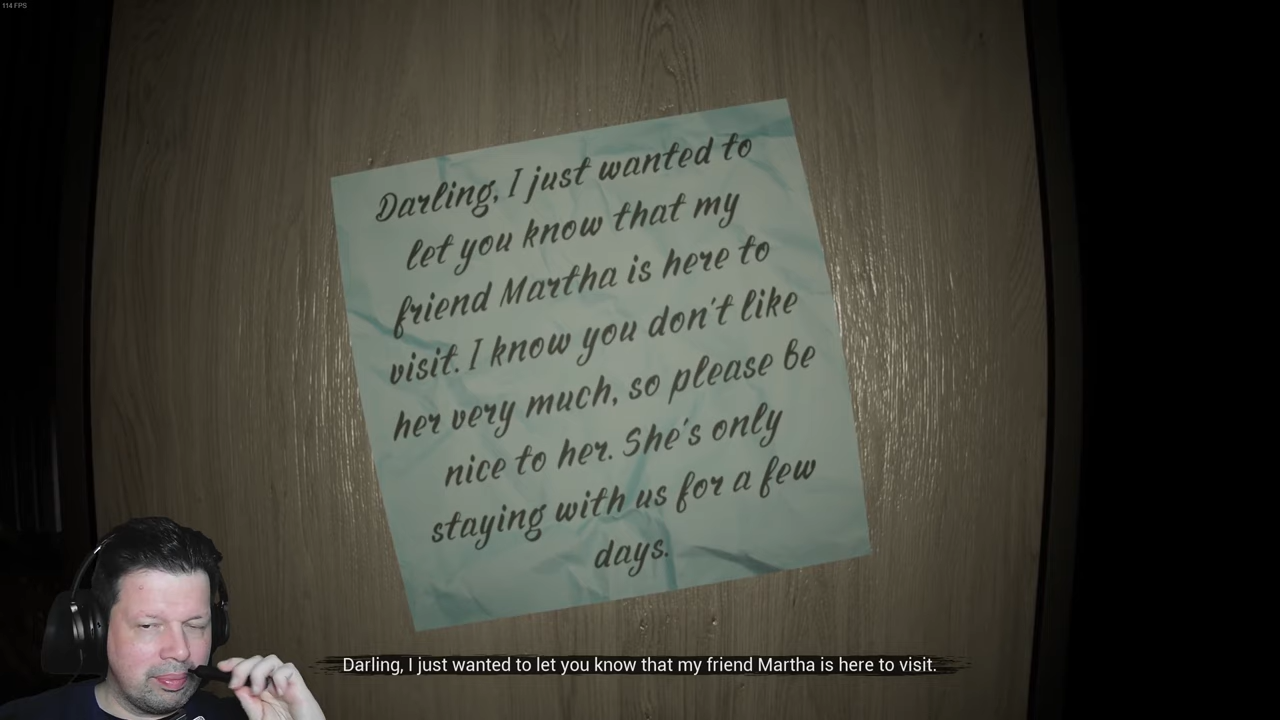 114 FPS
Darling, I just wanted to
let you know that my
friend Martha is here to
visit. I know you don't like
her very much, so please be
nice to her. She's only
staying with us for a few
days.
Darling, I just wanted to let you know that my friend Martha is here to visit.